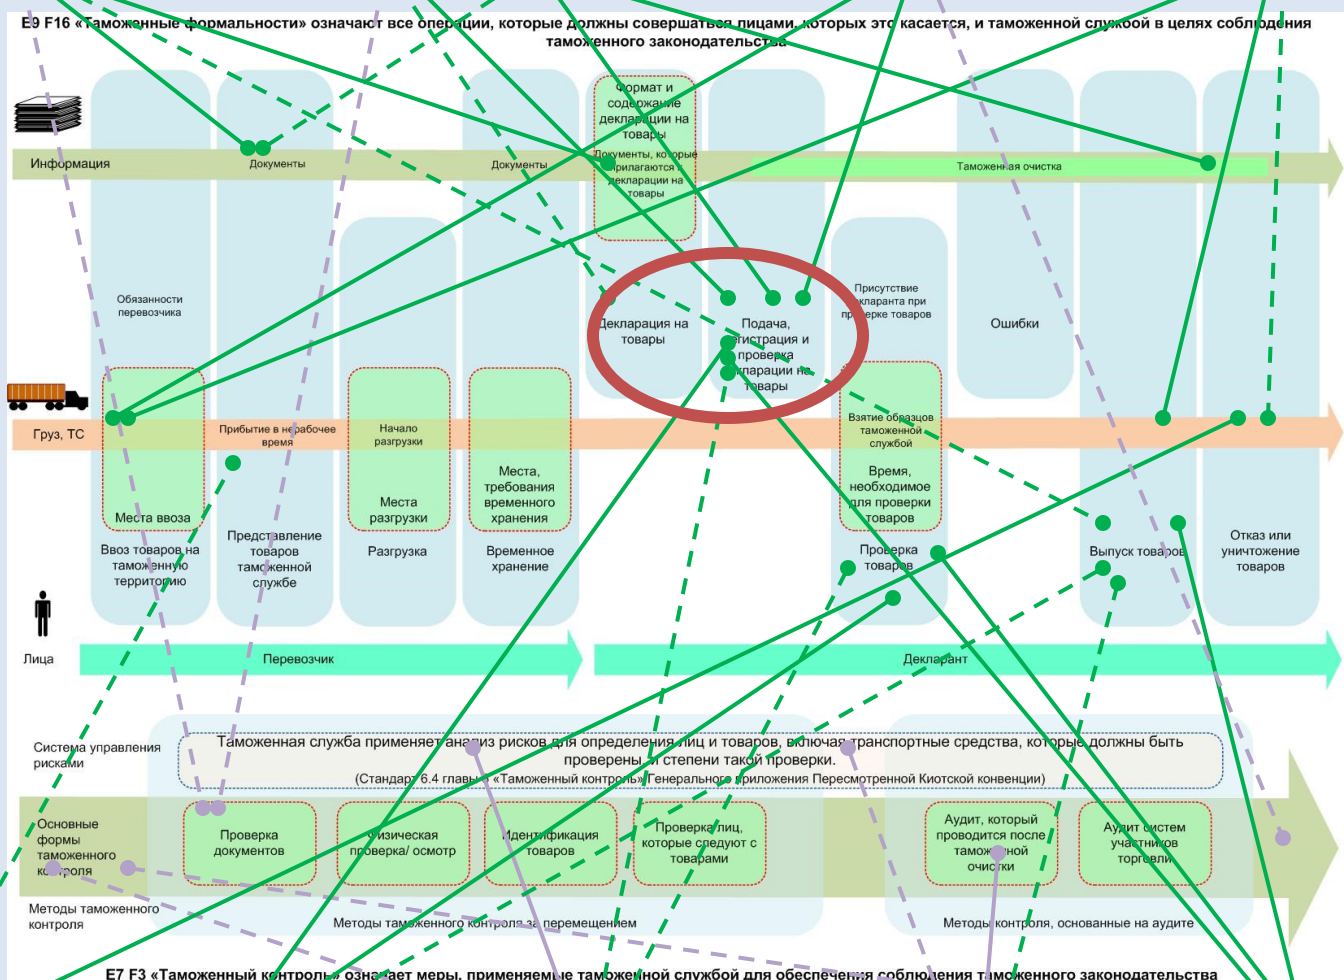 E9 F16 «Таможенные формальности» означают все операции, которые должны совершаться лицами, которых это касается, и таможенной службой в целях соблюдения
таможенного законодательства
Формат и
содержание
декларации на
товары
Информация
Документы
Документы
Документы, которые
прилагаются к
декларации на
товары
Таможенная очистка
Обязанности
перевозчика
Декларация на
товары
Подача,
регистрация и
проверка
декларации на
товары
Присутствие
декларанта при
проверке товаров
Ошибки
Груз, ТС
Прибытие в нерабочее
время
Начало
разгрузки
Взятие образцов
таможенной
службой
Места ввоза
Места
разгрузки
Места,
требования
временного
хранения
Время,
необходимое
для проверки
товаров
Ввоз товаров на
таможенную
территорию
Представление
товаров
таможенной
службе
Разгрузка
Временное
хранение
Проверка
товаров
Выпуск товаров
Отказ или
уничтожение
товаров
Лица
Перевозчик
Декларант
Система управления
рисками
Таможенная служба применяет анализ рисков для определения лиц и товаров, включая транспортные средства, которые должны быть
проверены, и степени такой проверки.
(Стандарт 6.4 главы 6 «Таможенный контроль» Генерального приложения Пересмотренной Киотской конвенции)
Основные
формы
таможенного
контроля
Проверка
документов
Физическая
проверка/ осмотр
Идентификация
товаров
Проверка лиц,
которые следуют с
товарами
Аудит, который
проводится после
таможенной
очистки
Аудит систем
участников
торговли
Методы таможенного
контроля
Методы таможенного контроля за перемещением
Методы контроля, основанные на аудите
E7 F3 «Таможенный контроль» означает меры, применяемые таможенной службой для обеспечения соблюдения таможенного законодательства